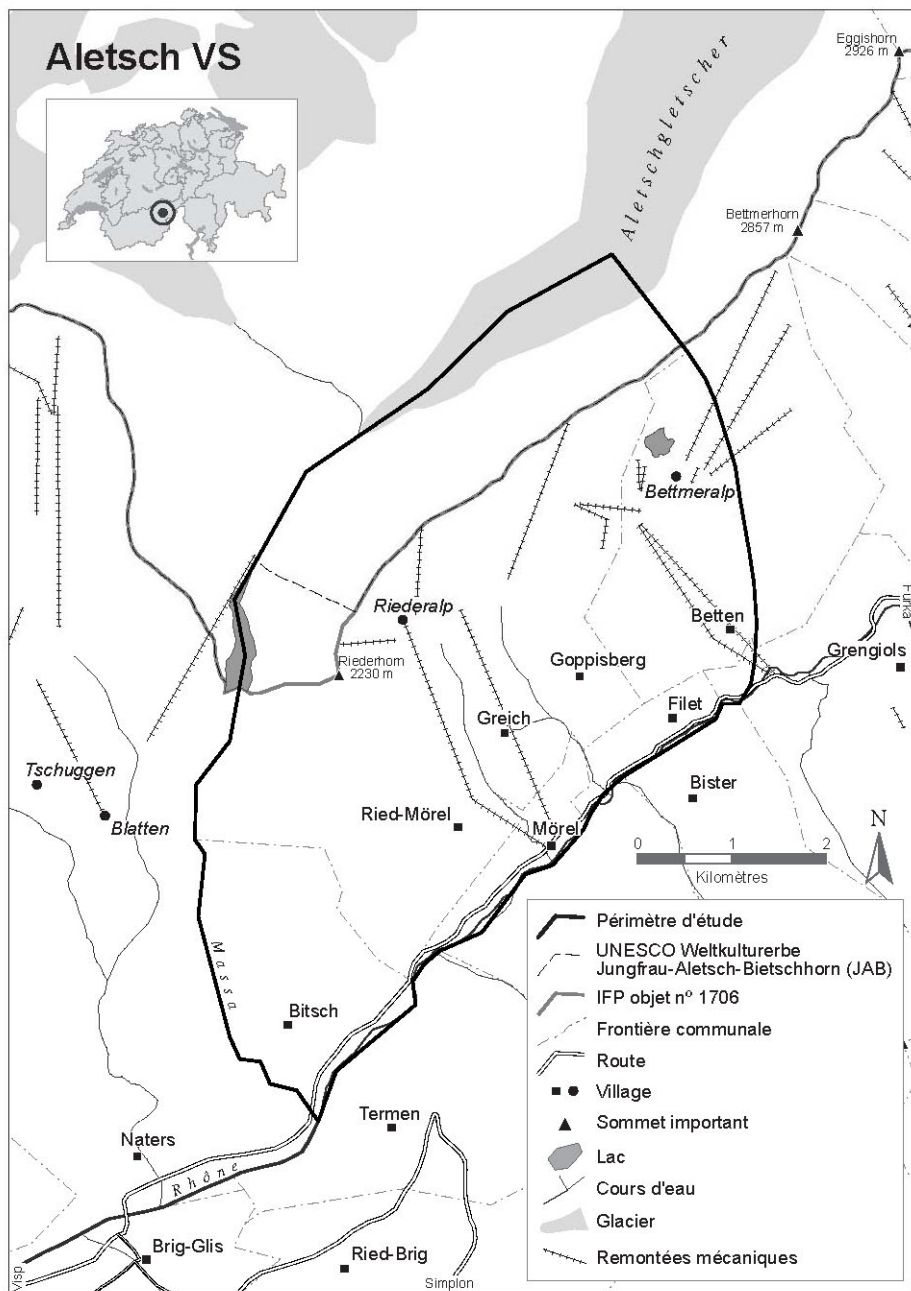 Aletsch VS
Eggishorn
2926 m
Aletschgletscher
Bettmerhorn
2857 m
Bettmeralp
Riederalp
Betten
Furka
Riederhorn
2230 m
Goppisberg
Grengiols
Greich
Filet
Tschuggen
Bister
Blatten
Ried-Mörel
Mörel
N
0 1 2
Kilomètres
Massa
Bitsch
Termen
Naters
Rhône
Brig-Glis
Ried-Brig
Visp
Simplon
Périmètre d'étude
UNESCO Weltkulturerbe
Jungfrau-Aletsch-Bietschhorn (JAB)
IFP objet n° 1706
Frontière communale
Route
Village
Sommet important
Lac
Cours d'eau
Glacier
Remontées mécaniques